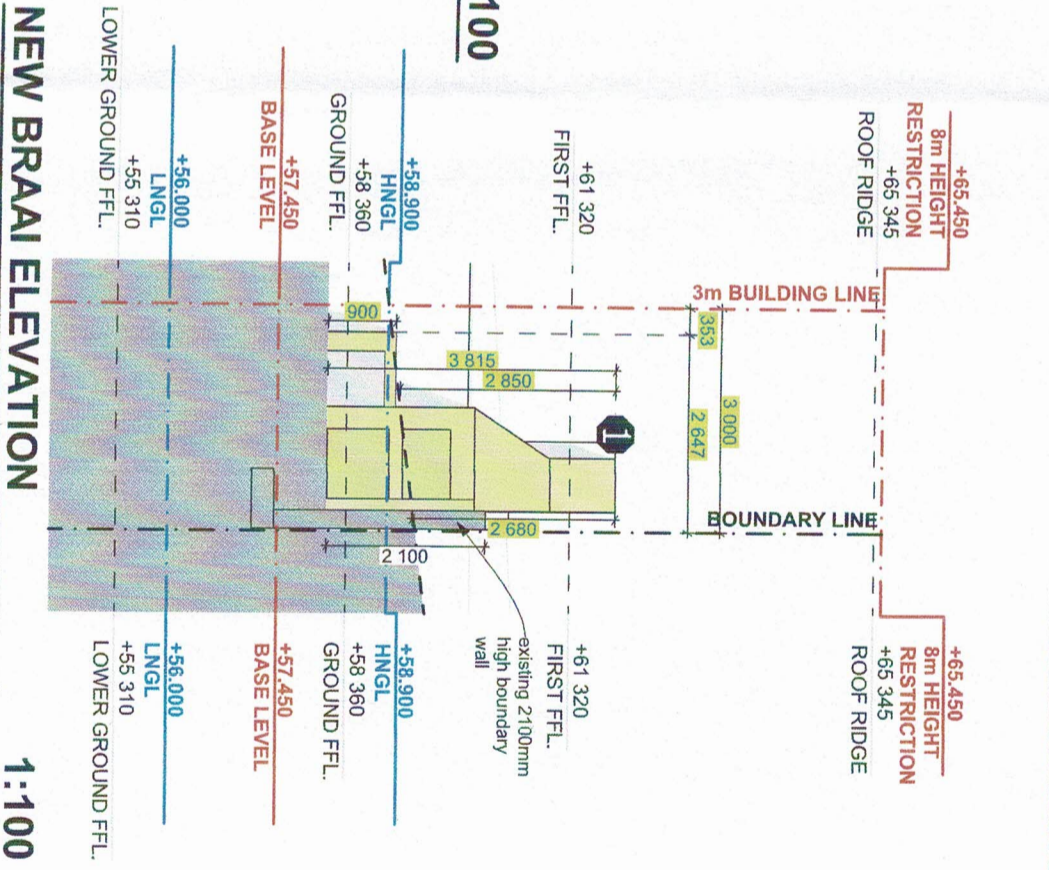 100
+65.450
8m HEIGHT
RESTRICTION
+65 345
ROOF RIDGE
+61 320
FIRST FFL.
+58.900
HNGL
+58 360
GROUND FFL.
+57.450
BASE LEVEL
+56.000
LNGL
+55 310
LOWER GROUND FFL.
3m BUILDING LINE
353
3 000
2 647
900
3 815
2 850
BOUNDARY LINE
2 680
2 100
existing 2100mm
high boundary
wall
+65.450
8m HEIGHT
RESTRICTION
+65 345
ROOF RIDGE
+61 320
FIRST FFL.
+58.900
HNGL
+58 360
GROUND FFL.
+57.450
BASE LEVEL
+56.000
LNGL
+55 310
LOWER GROUND FFL.
NEW BRAAI ELEVATION 1:100